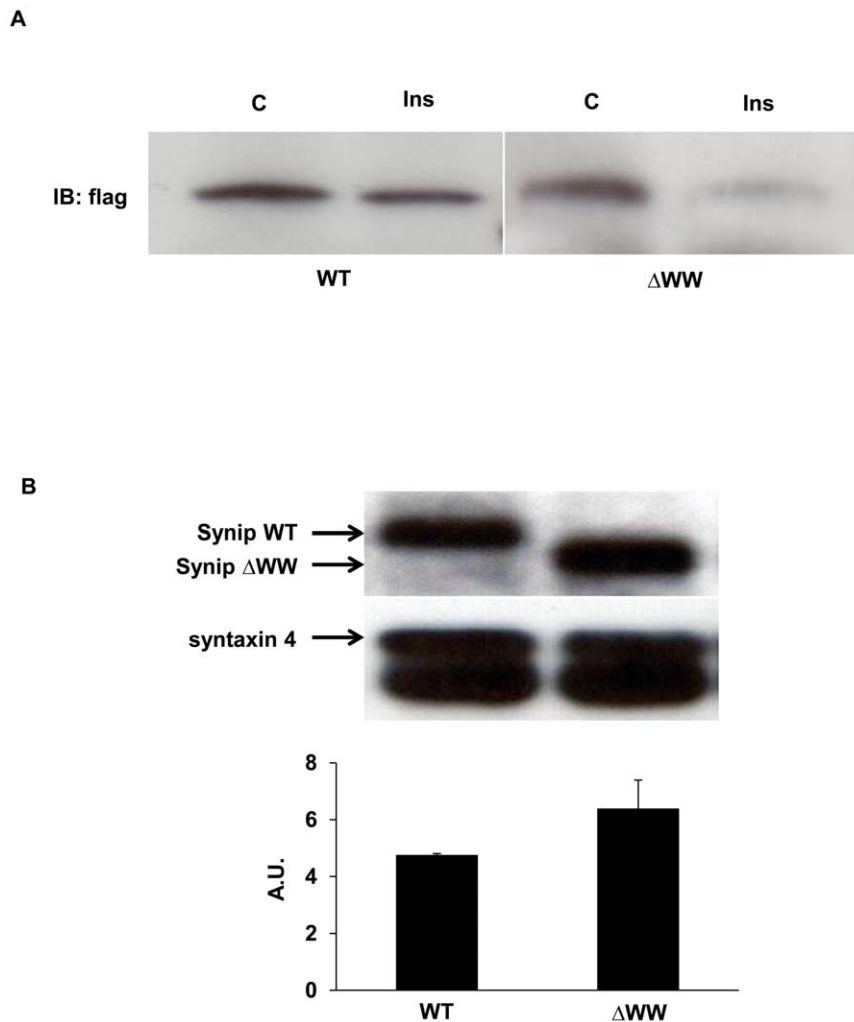 A
C Ins C Ins
IB: flag
WT ΔWW
B
Synip WT
Synip ΔWW
syntaxin 4
8
6
4
2
0
A.U.
WT ΔWW